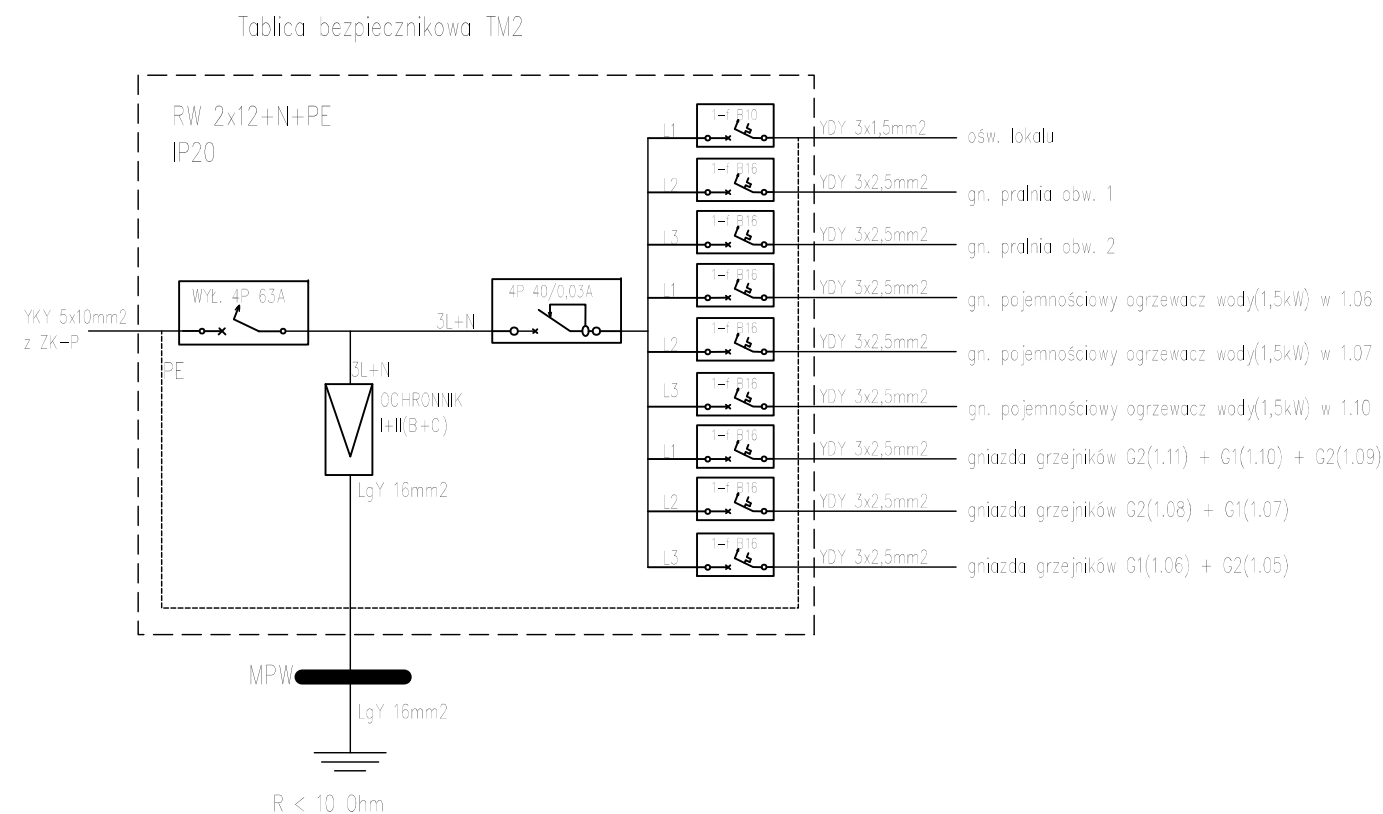 Tablica bezpiecznikowa TM2
RW 2x12+N+PE
IP20
YKY 5x10mm2
z ZK-P
PE
WYŁ. 4P 63A
3L+N
4P 40/0,03A
3L+N
OCHRONNIK
I+II(B+C)
LgY 16mm2
MPW
LgY 16mm2
R < 10 Ohm
L1 1-f B10 YDY 3x1,5mm2 ośw. lokalu
L2 1-f B16 YDY 3x2,5mm2 gn. pralnia obw. 1
L3 1-f B16 YDY 3x2,5mm2 gn. pralnia obw. 2
L1 1-f B16 YDY 3x2,5mm2 gn. pojemnościowy ogrzewacz wody(1,5kW) w 1.06
L2 1-f B16 YDY 3x2,5mm2 gn. pojemnościowy ogrzewacz wody(1,5kW) w 1.07
L3 1-f B16 YDY 3x2,5mm2 gn. pojemnościowy ogrzewacz wody(1,5kW) w 1.10
L1 1-f B16 YDY 3x2,5mm2 gniazda grzejników G2(1.11) + G1(1.10) + G2(1.09)
L2 1-f B16 YDY 3x2,5mm2 gniazda grzejników G2(1.08) + G1(1.07)
L3 1-f B16 YDY 3x2,5mm2 gniazda grzejników G1(1.06) + G2(1.05)